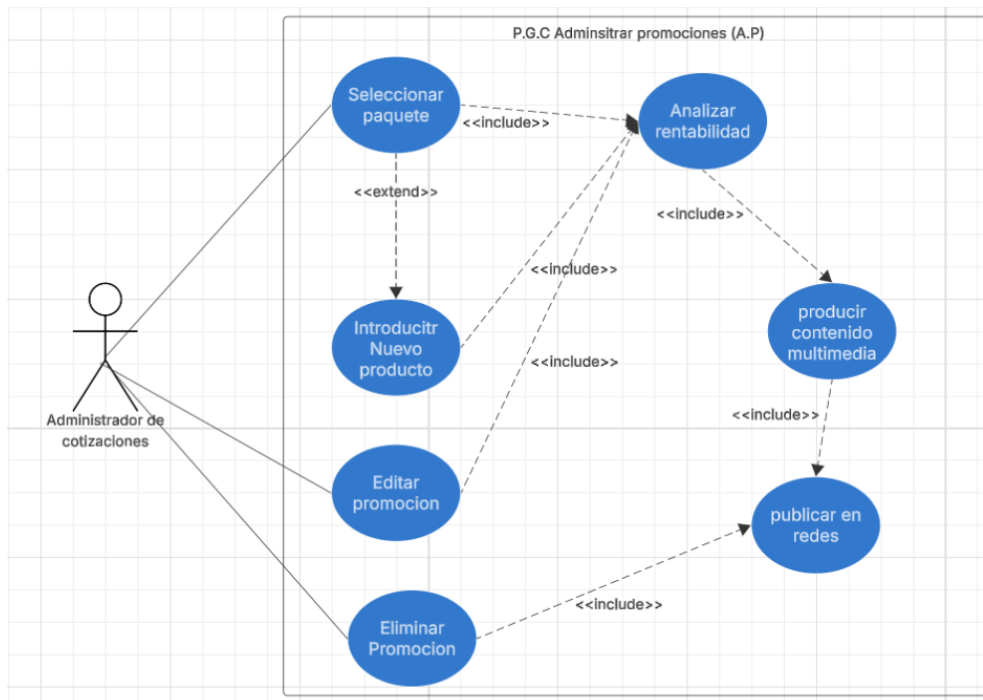 P.G.C Adminsitrar promociones (A.P)
Seleccionar
paquete
<<include>>
Analizar
rentabilidad
<<extend>>
<<include>>
Introducitr
Nuevo
producto
<<include>>
producir
contenido
multimedia
<<include>>
Administrador de
cotizaciones
<<include>>
Editar
promocion
publicar en
redes
<<include>>
Eliminar
Promocion